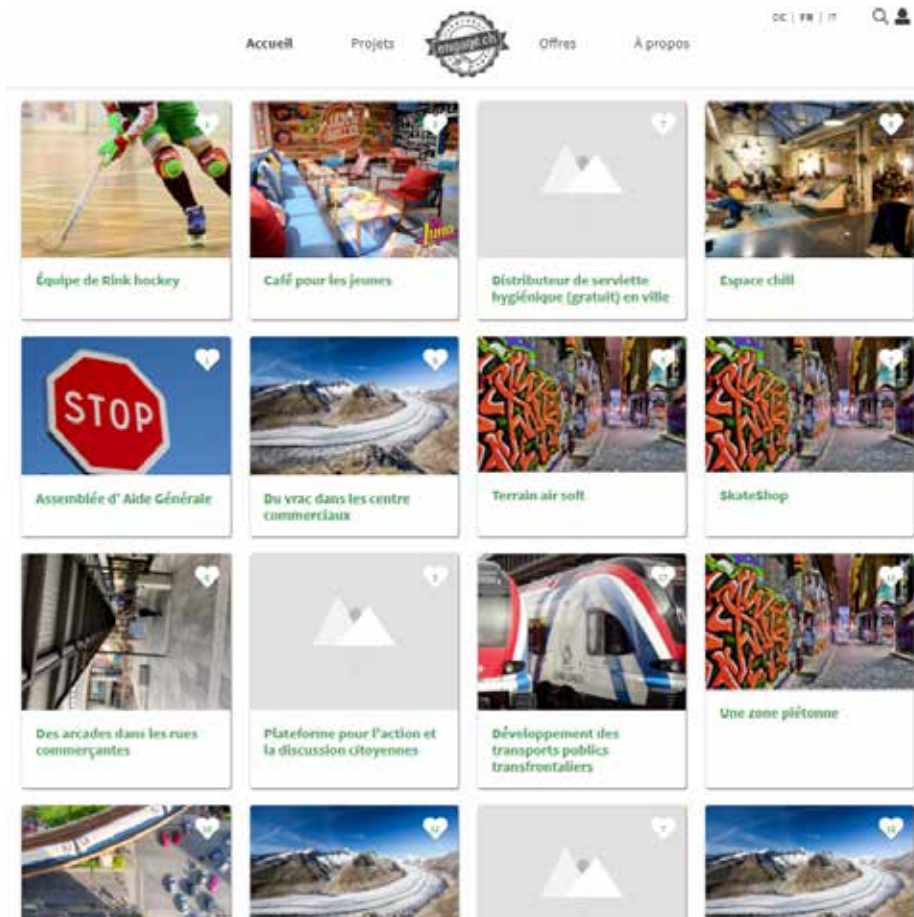 DE | FR | IT
Accueil
Projets
engage.ch
Offres
À propos
Équipe de Rink hockey
Café pour les jeunes
Distributeur de serviette
hygiénique (gratuit) en ville
Espace chill
STOP
Assemblée d' Aide Générale
Du vrac dans les centre
commerciaux
Terrain air soft
SkateShop
17
Des arcades dans les rues
commerçantes
Plateforme pour l'action et
la discussion citoyennes
Développement des
transports publics
transfrontaliers
Une zone piétonne